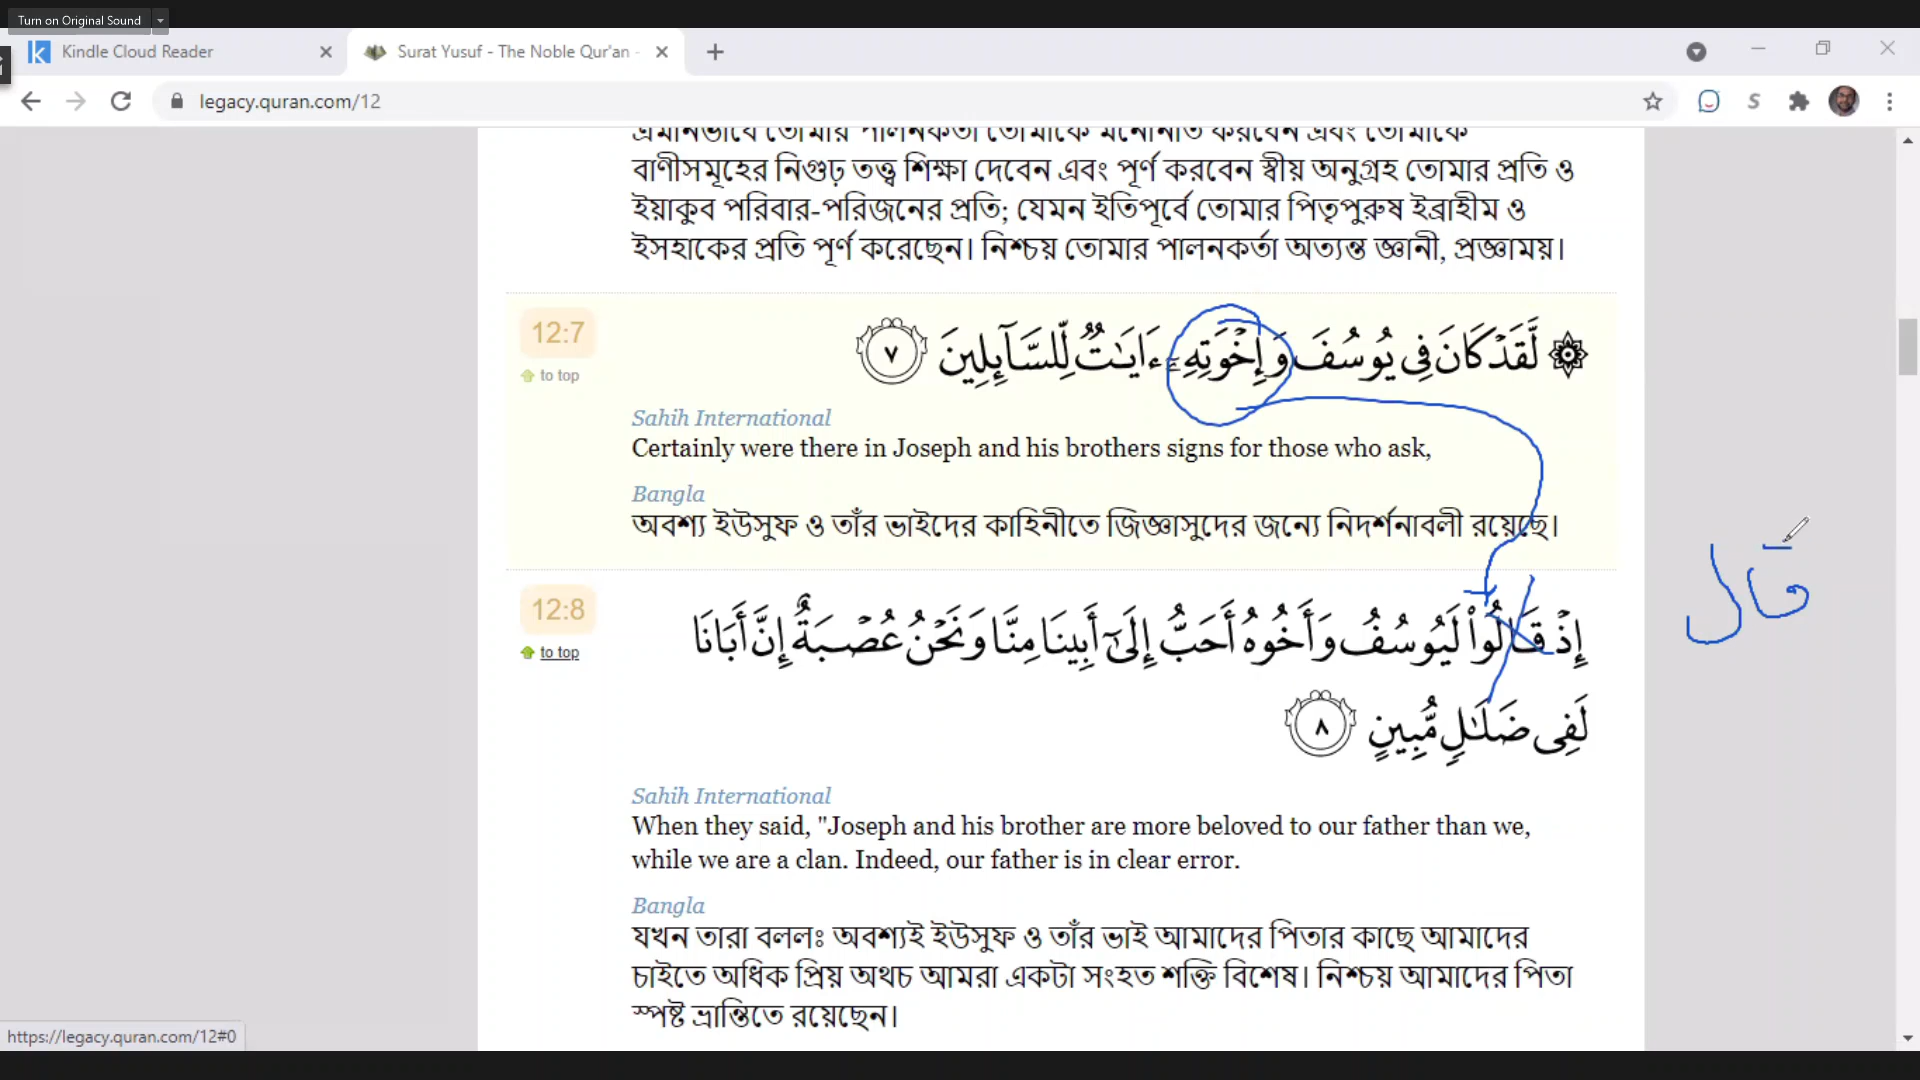 Turn on Original Sound
Kindle Cloud Reader
Surat Yusuf - The Noble Qur'an -
legacy.quran.com/12
এমনিভাবে তোমার পালনকর্তা তোমাকে মনোনীত করবেন এবং তোমাকে
বাণীসমূহের নিগুঢ় তত্ত্ব শিক্ষা দেবেন এবং পূর্ণ করবেন স্বীয় অনুগ্রহ তোমার প্রতি ও
ইয়াকুব পরিবার-পরিজনের প্রতি; যেমন ইতিপূর্বে তোমার পিতৃপুরুষ ইব্রাহীম ও
ইসহাকের প্রতি পূর্ণ করেছেন। নিশ্চয় তোমার পালনকর্তা অত্যন্ত জ্ঞানী, প্রজ্ঞাময়।
12:7
to top
۞ لَّقَدْ كَانَ فِى يُوسُفَ وَإِخْوَتِهِۦٓ ءَايَـٰتٌ لِّلسَّآئِلِينَ ٧
Sahih International
Certainly were there in Joseph and his brothers signs for those who ask,
Bangla
অবশ্য ইউসুফ ও তাঁর ভাইদের কাহিনীতে জিজ্ঞাসুদের জন্যে নিদর্শনাবলী রয়েছে।
قال
12:8
to top
إِذْ قَالُوا۟ لَيُوسُفُ وَأَخُوهُ أَحَبُّ إِلَىٰٓ أَبِينَا مِنَّا وَنَحْنُ عُصْبَةٌ إِنَّ أَبَانَا
لَفِى ضَلَـٰلٍ مُّبِينٍ ٨
Sahih International
When they said, "Joseph and his brother are more beloved to our father than we,
while we are a clan. Indeed, our father is in clear error.
Bangla
যখন তারা বললঃ অবশ্যই ইউসুফ ও তাঁর ভাই আমাদের পিতার কাছে আমাদের
চাইতে অধিক প্রিয় অথচ আমরা একটা সংহত শক্তি বিশেষ। নিশ্চয় আমাদের পিতা
স্পষ্ট ভ্রান্তিতে রয়েছেন।
https://legacy.quran.com/12#0